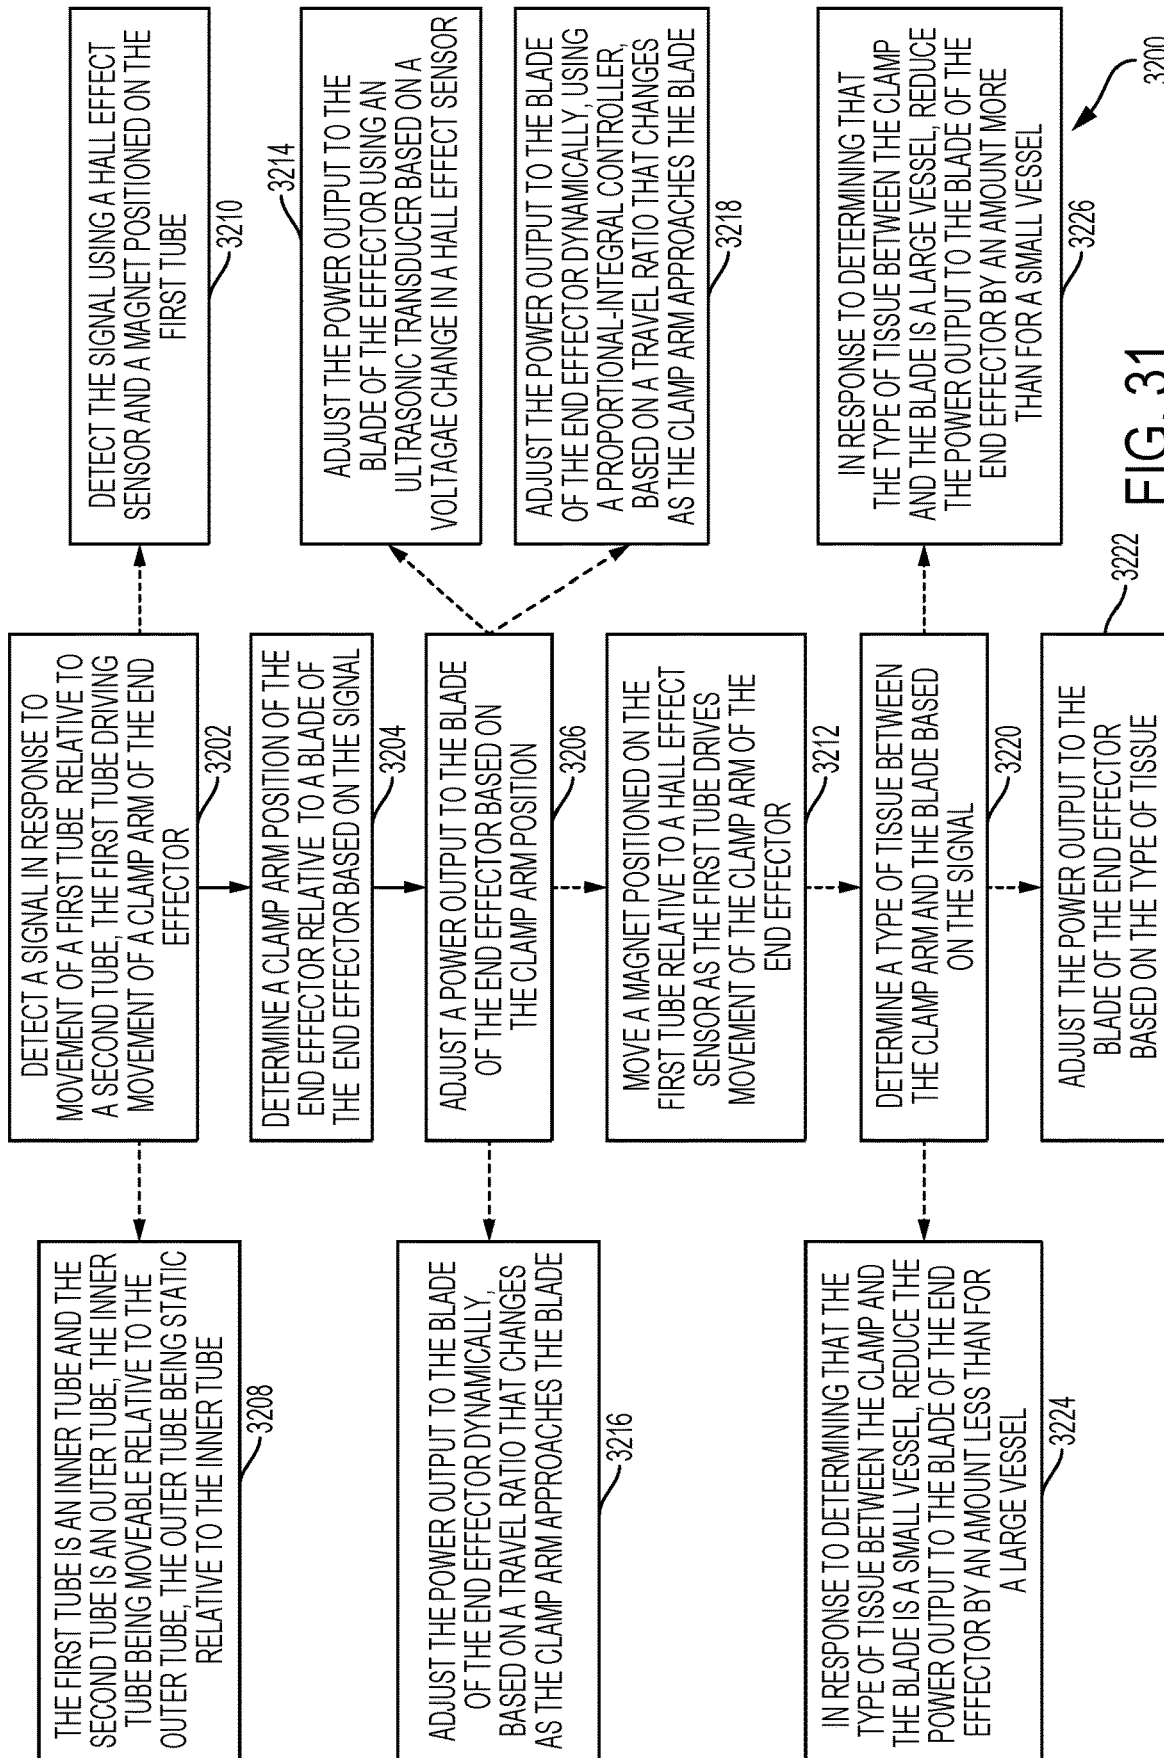 DETECT A SIGNAL IN RESPONSE TO
MOVEMENT OF A FIRST TUBE RELATIVE TO
A SECOND TUBE, THE FIRST TUBE DRIVING
MOVEMENT OF A CLAMP ARM OF THE END
EFFECTOR
3202
DETERMINE A CLAMP ARM POSITION OF THE
END EFFECTOR RELATIVE TO A BLADE OF
THE END EFFECTOR BASED ON THE SIGNAL
3204
ADJUST A POWER OUTPUT TO THE BLADE
OF THE END EFFECTOR BASED ON
THE CLAMP ARM POSITION
3206
MOVE A MAGNET POSITIONED ON THE
FIRST TUBE RELATIVE TO A HALL EFFECT
SENSOR AS THE FIRST TUBE DRIVES
MOVEMENT OF THE CLAMP ARM OF THE
END EFFECTOR
3212
DETERMINE A TYPE OF TISSUE BETWEEN
THE CLAMP ARM AND THE BLADE BASED
ON THE SIGNAL
3220
ADJUST THE POWER OUTPUT TO THE
BLADE OF THE END EFFECTOR
BASED ON THE TYPE OF TISSUE
3222
THE FIRST TUBE IS AN INNER TUBE AND THE
SECOND TUBE IS AN OUTER TUBE, THE INNER
TUBE BEING MOVEABLE RELATIVE TO THE
OUTER TUBE, THE OUTER TUBE BEING STATIC
RELATIVE TO THE INNER TUBE
3208
ADJUST THE POWER OUTPUT TO THE BLADE
OF THE END EFFECTOR DYNAMICALLY,
BASED ON A TRAVEL RATIO THAT CHANGES
AS THE CLAMP ARM APPROACHES THE BLADE
3216
IN RESPONSE TO DETERMINING THAT THE
TYPE OF TISSUE BETWEEN THE CLAMP AND
THE BLADE IS A SMALL VESSEL, REDUCE THE
POWER OUTPUT TO THE BLADE OF THE END
EFFECTOR BY AN AMOUNT LESS THAN FOR
A LARGE VESSEL
3224
DETECT THE SIGNAL USING A HALL EFFECT
SENSOR AND A MAGNET POSITIONED ON THE
FIRST TUBE
3210
3214
ADJUST THE POWER OUTPUT TO THE
BLADE OF THE EFFECTOR USING AN
ULTRASONIC TRANSDUCER BASED ON A
VOLTAGAE CHANGE IN A HALL EFFECT SENSOR
ADJUST THE POWER OUTPUT TO THE BLADE
OF THE END EFFECTOR DYNAMICALLY, USING
A PROPORTIONAL-INTEGRAL CONTROLLER,
BASED ON A TRAVEL RATIO THAT CHANGES
AS THE CLAMP ARM APPROACHES THE BLADE
3218
IN RESPONSE TO DETERMINING THAT
THE TYPE OF TISSUE BETWEEN THE CLAMP
AND THE BLADE IS A LARGE VESSEL, REDUCE
THE POWER OUTPUT TO THE BLADE OF THE
END EFFECTOR BY AN AMOUNT MORE
THAN FOR A SMALL VESSEL
3226
3200
FIG. 31